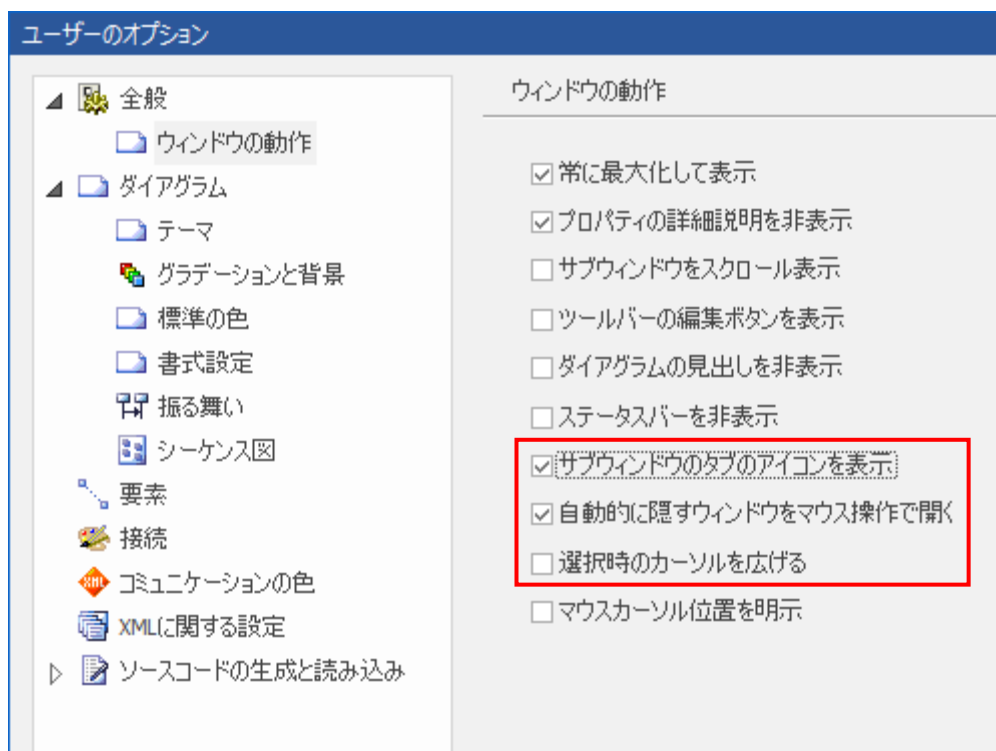 ユーザーのオプション
全般
ウィンドウの動作
ダイアグラム
テーマ
グラデーションと背景
標準の色
書式設定
振る舞い
シーケンス図
要素
接続
コミュニケーションの色
XMLに関する設定
ソースコードの生成と読み込み
ウィンドウの動作
常に最大化して表示
プロパティの詳細説明を非表示
サブウィンドウをスクロール表示
ツールバーの編集ボタンを表示
ダイアグラムの見出しを非表示
ステータスバーを非表示
サブウィンドウのタブのアイコンを表示
自動的に隠すウィンドウをマウス操作で開く
選択時のカーソルを広げる
マウスカーソル位置を明示